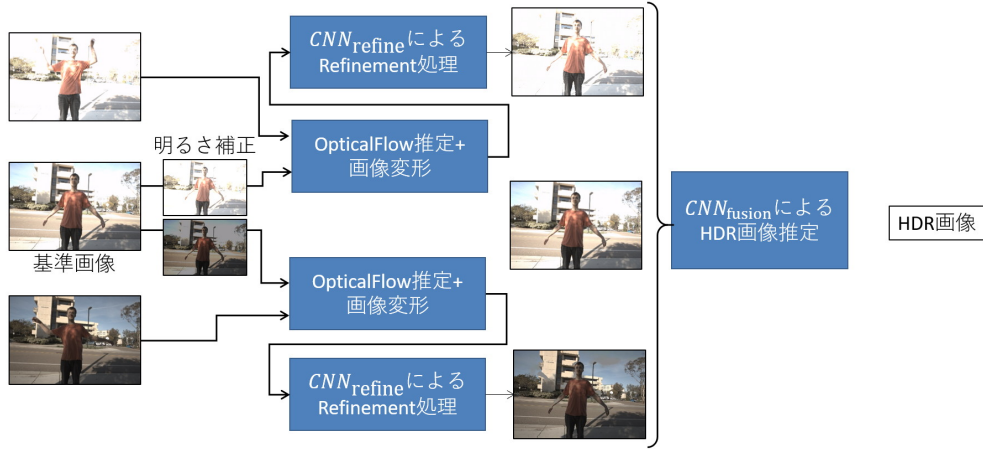 CNN_refineによる
Refinement処理
OpticalFlow推定+
画像変形
明るさ補正
基準画像
OpticalFlow推定+
画像変形
CNN_refineによる
Refinement処理
CNN_fusionによる
HDR画像推定
HDR画像